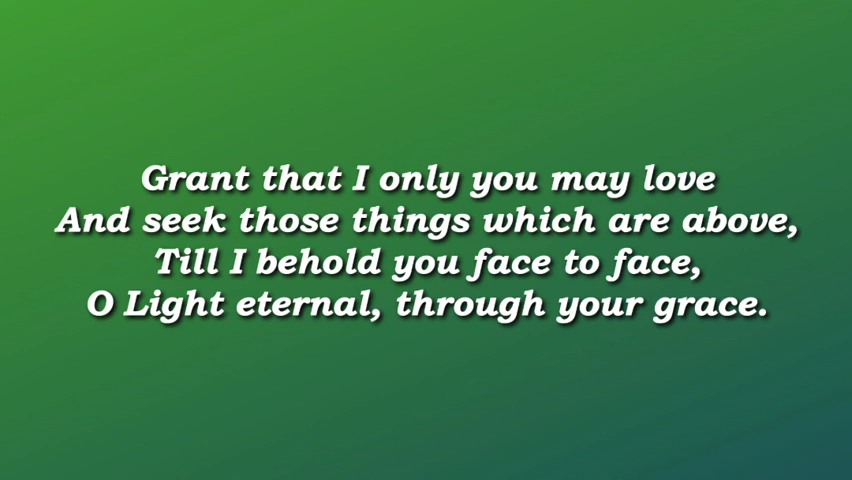 Grant that I only you may love
And seek those things which are above,
Till I behold you face to face,
O Light eternal, through your grace.